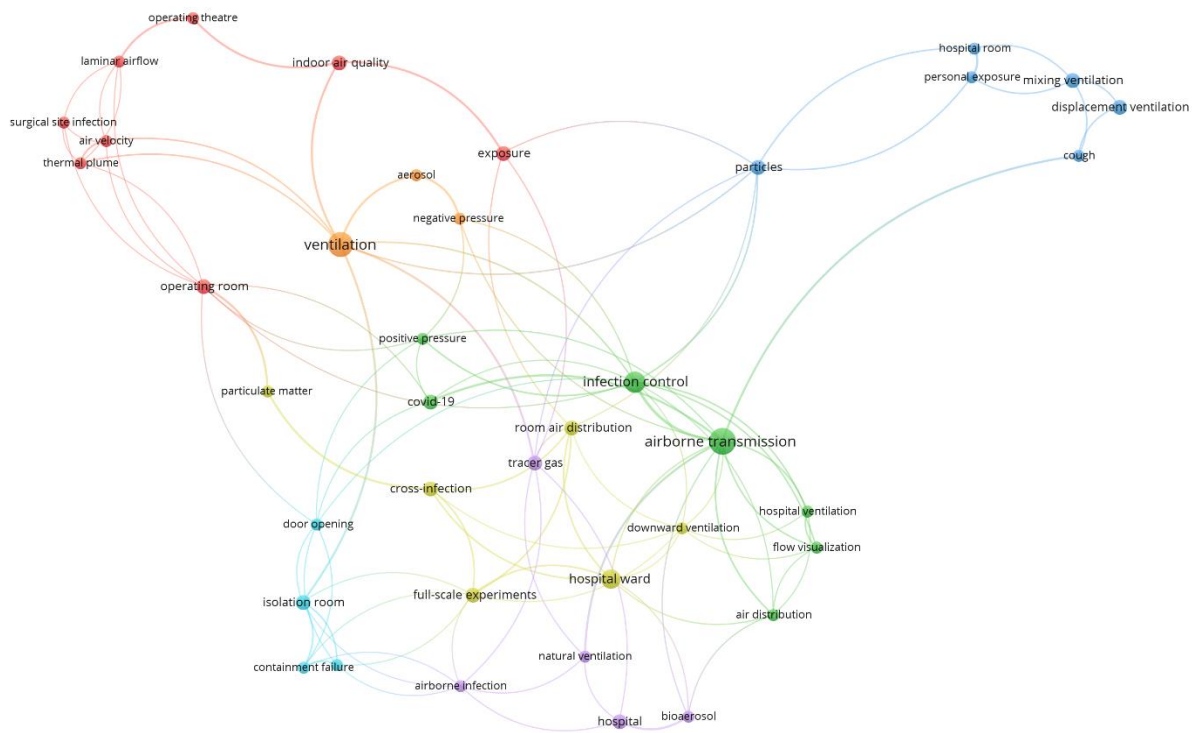 operating theatre
hospital room
laminar airflow
indoor air quality
personal exposure
mixing ventilation
displacement ventilation
surgical site infection
air velocity
thermal plume
exposure
cough
particles
aerosol
negative pressure
ventilation
operating room
positive pressure
infection control
particulate matter
covid-19
room air distribution
airborne transmission
tracer gas
cross-infection
hospital ventilation
door opening
downward ventilation
flow visualization
hospital ward
full-scale experiments
isolation room
air distribution
natural ventilation
containment failure
airborne infection
bioaerosol
hospital